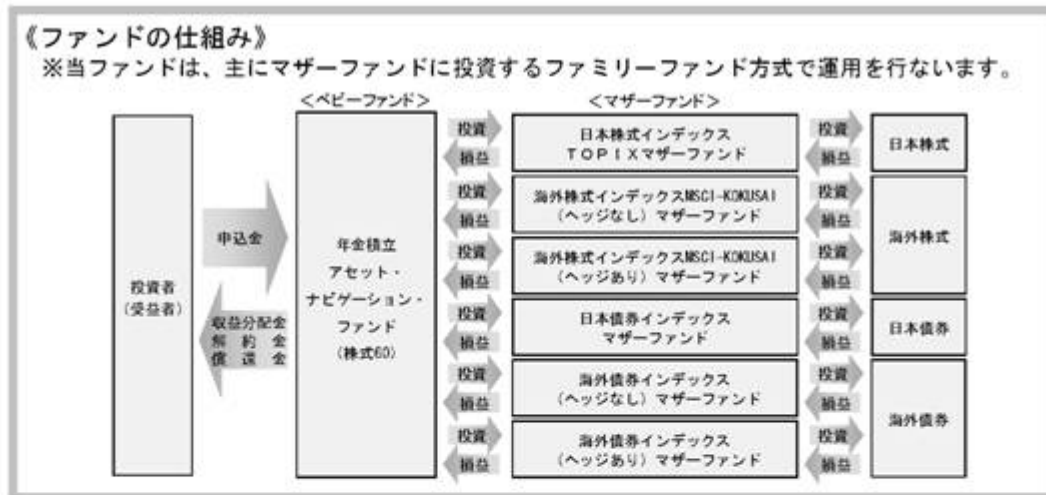 《ファンドの仕組み》
※当ファンドは、主にマザーファンドに投資するファミリーファンド方式で運用を行ないます。
<ベビーファンド>
<マザーファンド>
投資者
(受益者)
申込金
収益分配金
解約金
償還金
年金積立
アセット・
ナビゲーション・
ファンド
(株式60)
投資
損益
日本株式インデックス
TOPIXマザーファンド
投資
損益
日本株式
投資
損益
海外株式インデックスMSCI-KOKUSAI
(ヘッジなし)マザーファンド
投資
損益
海外株式
投資
損益
海外株式インデックスMSCI-KOKUSAI
(ヘッジあり)マザーファンド
投資
損益
投資
損益
日本債券インデックス
マザーファンド
投資
損益
日本債券
投資
損益
海外債券インデックス
(ヘッジなし)マザーファンド
投資
損益
海外債券
投資
損益
海外債券インデックス
(ヘッジあり)マザーファンド
投資
損益